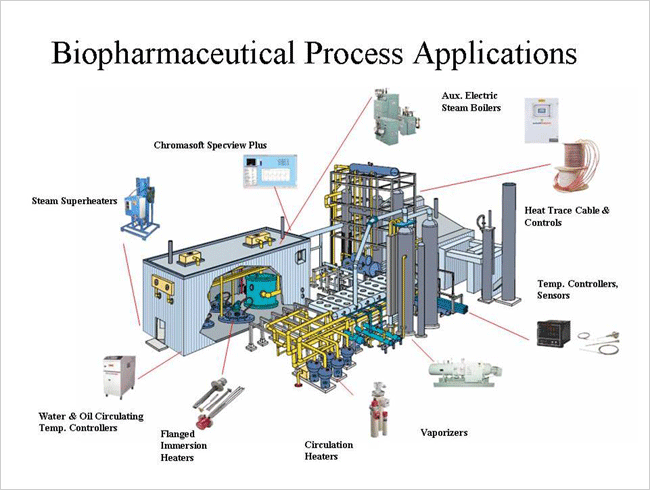 Biopharmaceutical Process Applications
Aux. Electric
Steam Boilers
Chromasoft Specview Plus
Steam Superheaters
Heat Trace Cable &
Controls
Temp. Controllers,
Sensors
Water & Oil Circulating
Temp. Controllers
Flanged
Immersion
Heaters
Circulation
Heaters
Vaporizers